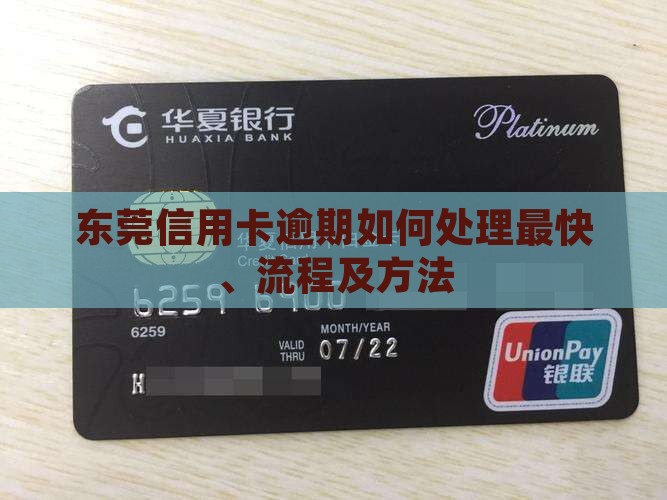 华夏银行
HUAXIA BANK
Platinum
东莞信用卡逾期如何处理最快
、流程及方法
6259
6259
MONTH/YEAR
VALID
THRU
07/22
H
UnionPay
银联